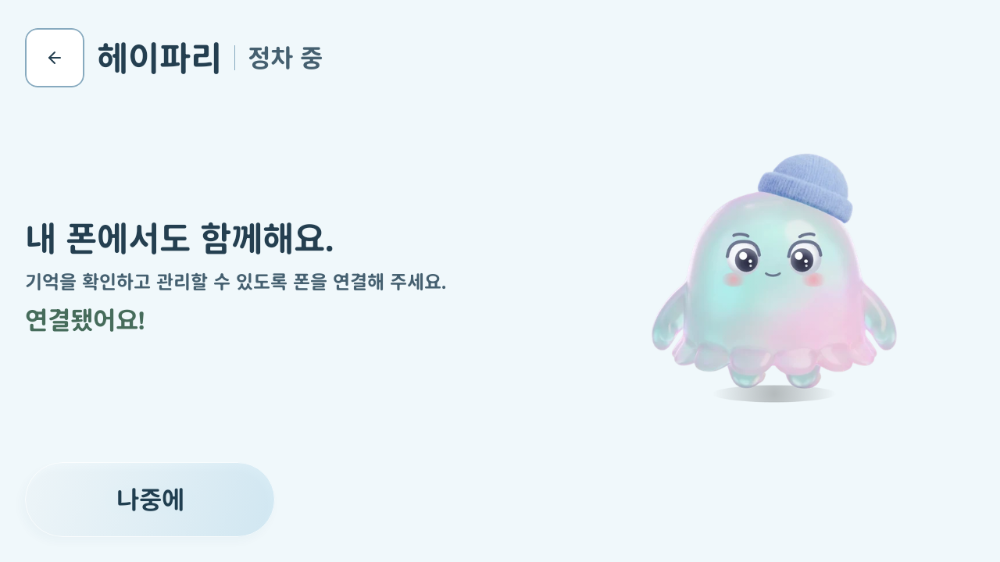 헤이파리
정차 중
내 폰에서도 함께해요.
기억을 확인하고 관리할 수 있도록 폰을 연결해 주세요.
연결됐어요!
나중에